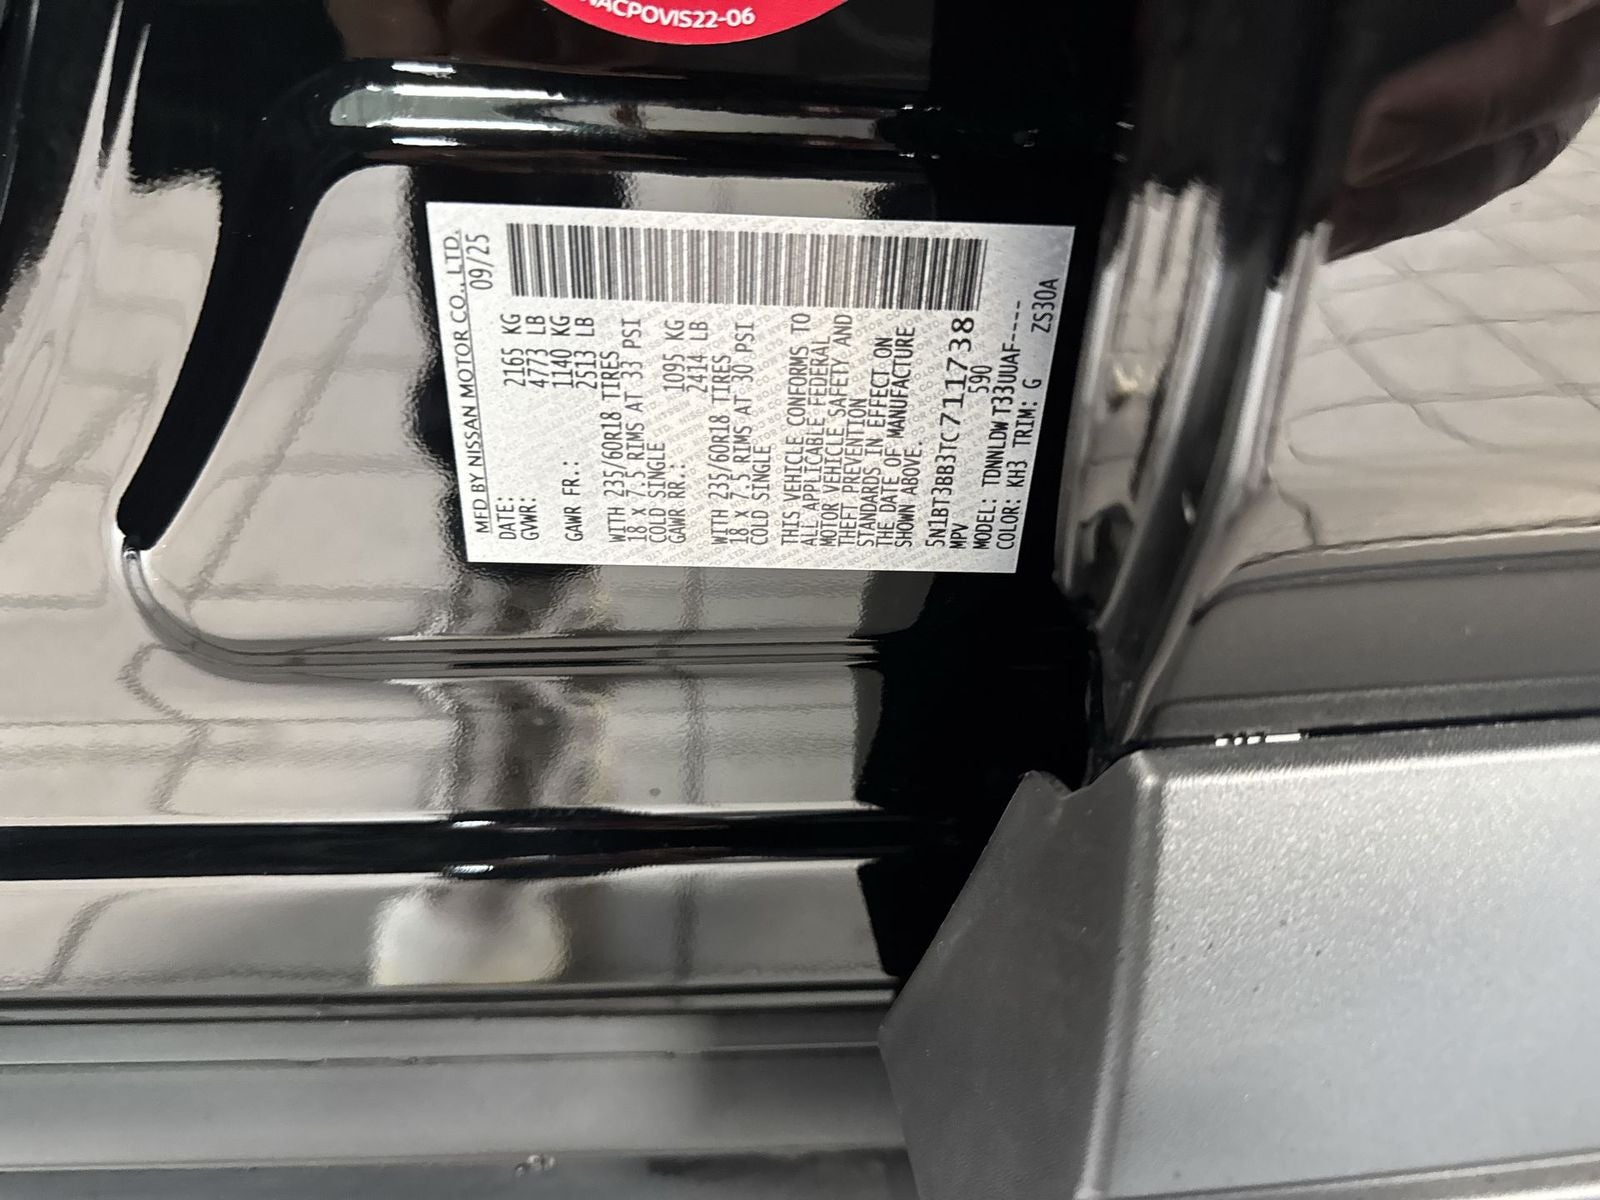 NACPOVIS22-06
MFD BY NISSAN MOTOR CO., LTD.
DATE: 09/25
GVWR: 2165 KG
4773 LB
GAWR FR.: 1140 KG
2513 LB
WITH 235/60R18 TIRES
18 X 7.5 RIMS AT 33 PSI
COLD SINGLE
GAWR RR.: 1095 KG
2414 LB
WITH 235/60R18 TIRES
18 X 7.5 RIMS AT 30 PSI
COLD SINGLE
THIS VEHICLE CONFORMS TO
ALL APPLICABLE FEDERAL
MOTOR VEHICLE SAFETY AND
THEFT PREVENTION
STANDARDS IN EFFECT ON
THE DATE OF MANUFACTURE
SHOWN ABOVE.
5N1BT3BB3TC711738
MPV 590
MODEL: TDNNLDW T33UUAF----
COLOR: KH3 TRIM: G ZS30A